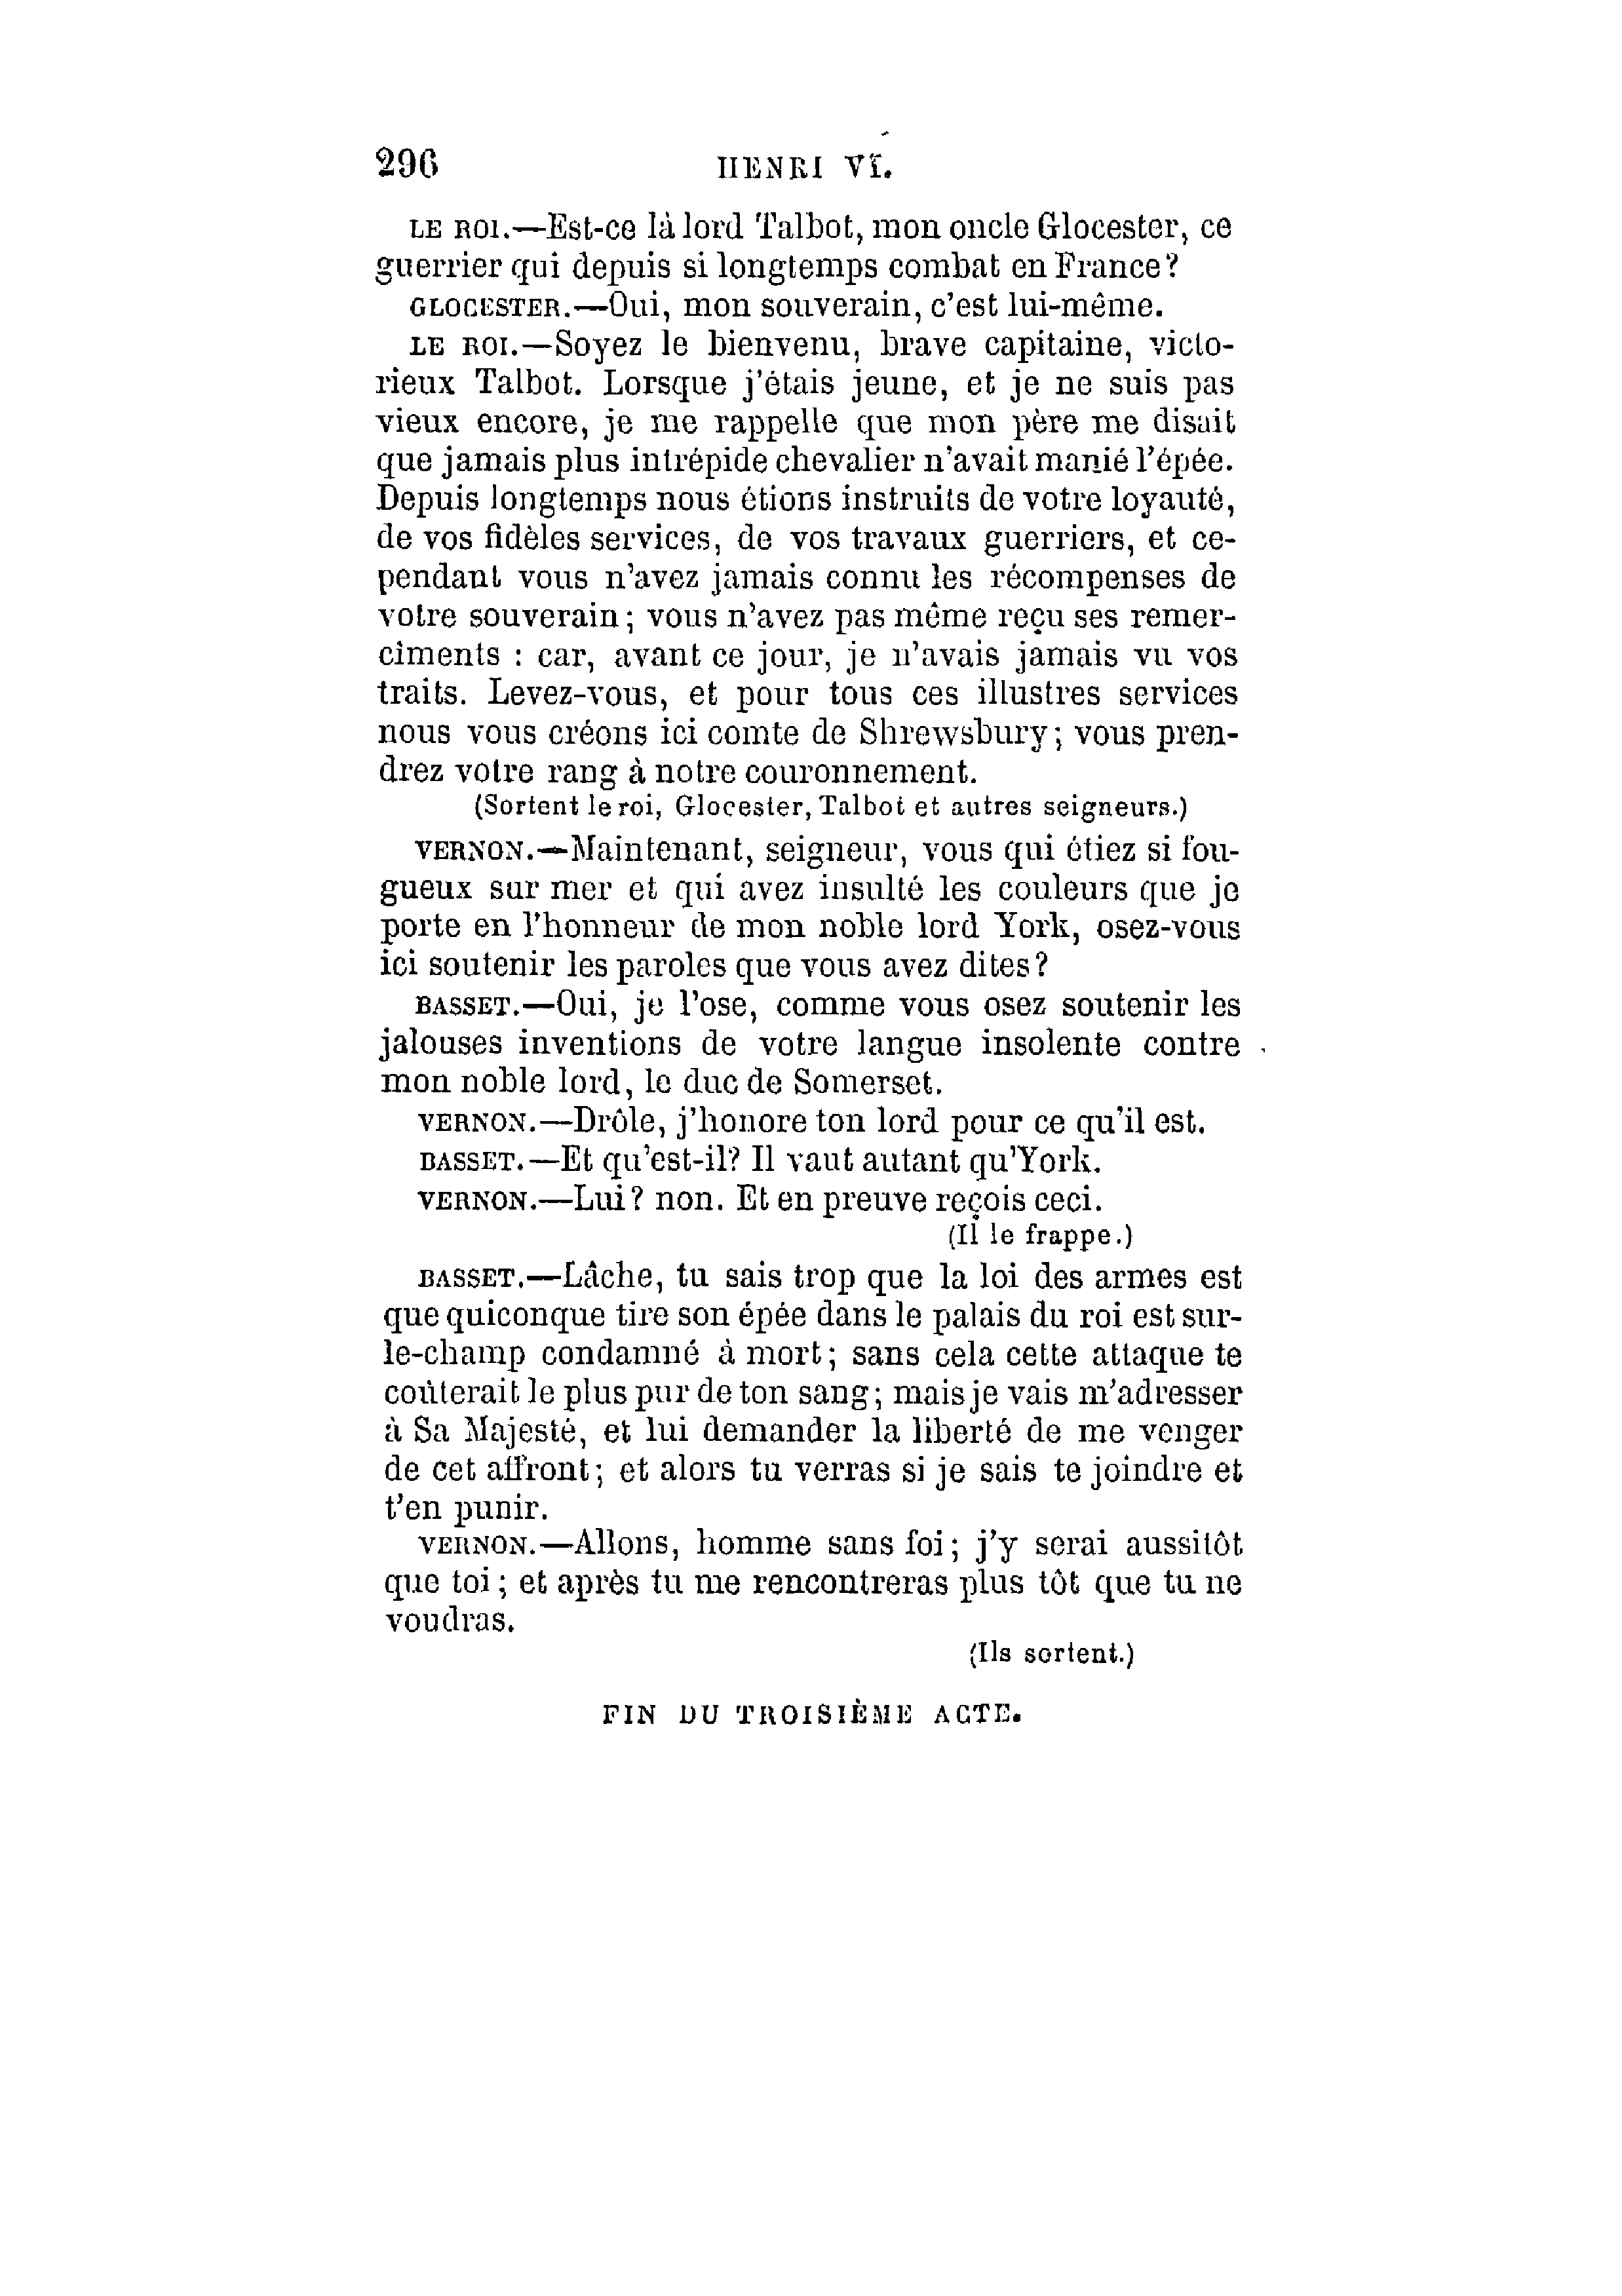 296 HENRI VI.
LE ROI.—Est-ce là lord Talbot, mon oncle Glocester, ce
guerrier qui depuis si longtemps combat en France?
GLOCESTER.—Oui, mon souverain, c'est lui-même.
LE ROI.—Soyez le bienvenu, brave capitaine, victo-
rieux Talbot. Lorsque j'étais jeune, et je ne suis pas
vieux encore, je me rappelle que mon père me disait
que jamais plus intrépide chevalier n'avait manié l'épée.
Depuis longtemps nous étions instruits de votre loyauté,
de vos fidèles services, de vos travaux guerriers, et ce-
pendant vous n'avez jamais connu les récompenses de
votre souverain; vous n'avez pas même reçu ses remer-
cîments : car, avant ce jour, je n'avais jamais vu vos
traits. Levez-vous, et pour tous ces illustres services
nous vous créons ici comte de Shrewsbury; vous pren-
drez votre rang à notre couronnement.
(Sortent le roi, Glocester, Talbot et autres seigneurs.)
VERNON.—Maintenant, seigneur, vous qui étiez si fou-
gueux sur mer et qui avez insulté les couleurs que je
porte en l'honneur de mon noble lord York, osez-vous
ici soutenir les paroles que vous avez dites?
BASSET.—Oui, je l'ose, comme vous osez soutenir les
jalouses inventions de votre langue insolente contre
mon noble lord, le duc de Somerset.
VERNON.—Drôle, j'honore ton lord pour ce qu'il est.
BASSET.—Et qu'est-il? Il vaut autant qu'York.
VERNON.—Lui? non. Et en preuve reçois ceci.
(Il le frappe.)
BASSET.—Lâche, tu sais trop que la loi des armes est
que quiconque tire son épée dans le palais du roi est sur-
le-champ condamné à mort; sans cela cette attaque te
coûterait le plus pur de ton sang; mais je vais m'adresser
à Sa Majesté, et lui demander la liberté de me venger
de cet affront; et alors tu verras si je sais te joindre et
t'en punir.
VERNON.—Allons, homme sans foi; j'y serai aussitôt
que toi; et après tu me rencontreras plus tôt que tu ne
voudras.
(Ils sortent.)
FIN DU TROISIÈME ACTE.